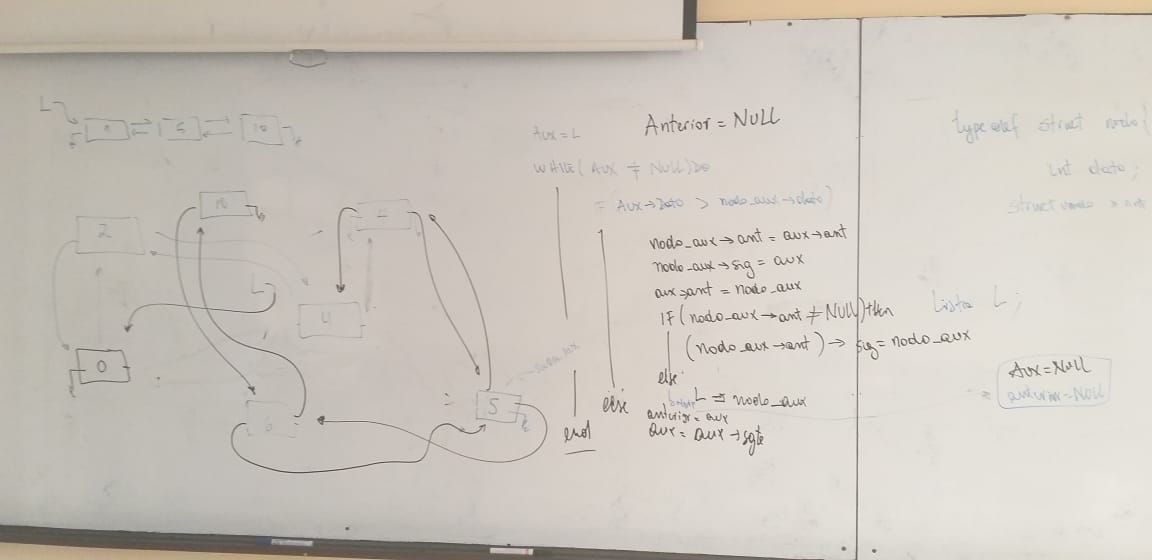 L
1 5 10
Aux = L
WHILE (Aux ≠ NULL) DO
Aux→Dato > nodo_aux→dato)
Anterior = NULL
nodo_aux→ant = aux→ant
nodo_aux→sig = aux
aux→ant = nodo_aux
IF (nodo_aux→ant ≠ NULL) then
(nodo_aux→ant)→ sig = nodo_aux
else
L = nodo_aux
else
anterior = aux
aux = aux→sgte
end
2
10
L
4
0
6
5
typedef struct nodo {
int dato;
struct nodo
Lista L;
Aux = NULL
anterior = NULL